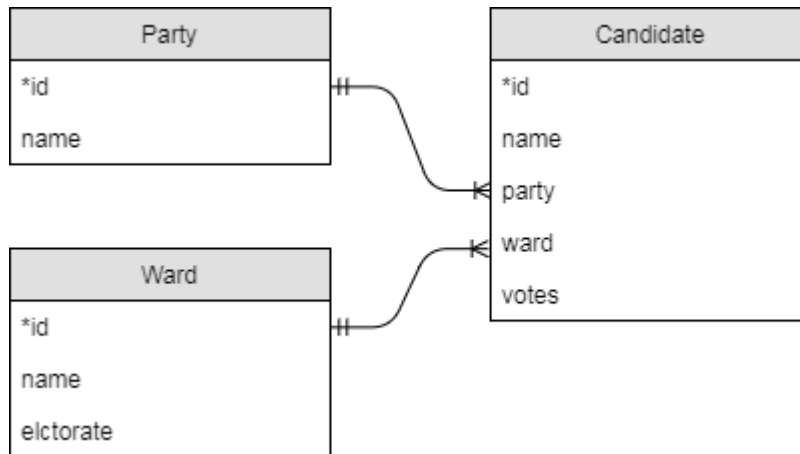 Party
*id
name
Candidate
*id
name
party
ward
votes
Ward
*id
name
elctorate